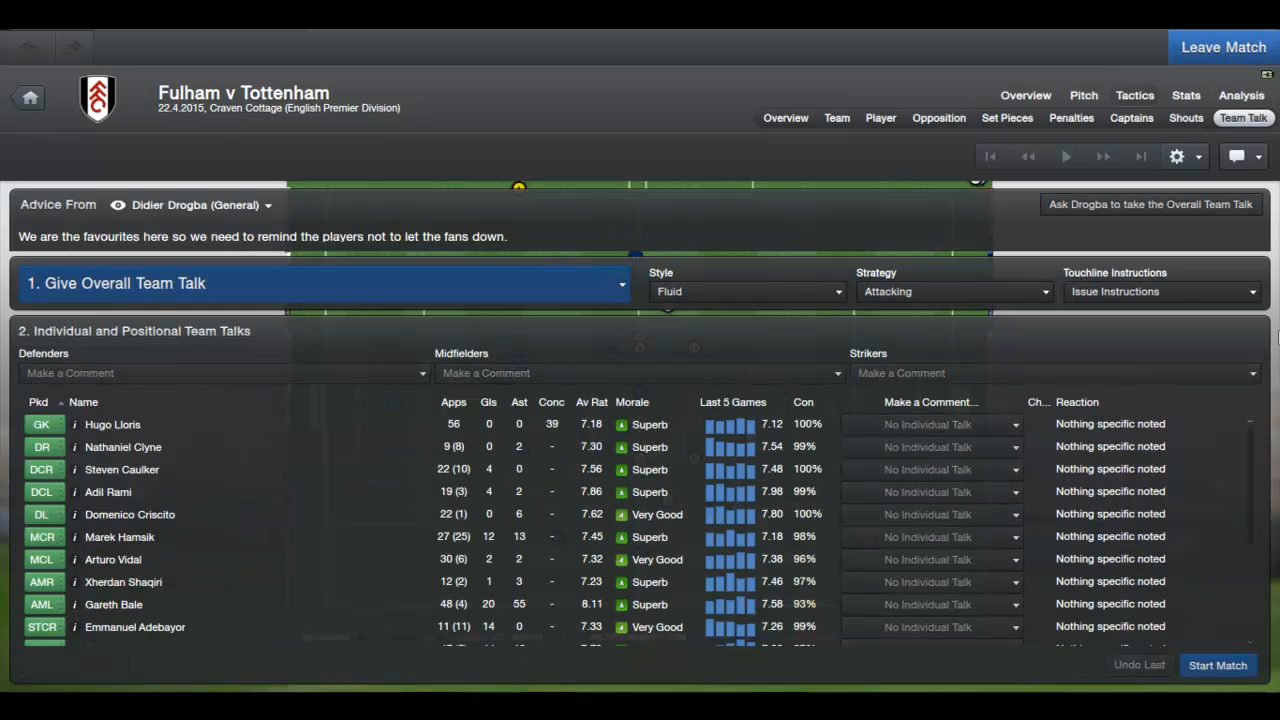 Leave Match
Fulham v Tottenham
22.4.2015, Craven Cottage (English Premier Division)
Overview Pitch Tactics Stats Analysis
Overview Team Player Opposition Set Pieces Penalties Captains Shouts Team Talk
Advice From Didier Drogba (General) Ask Drogba to take the Overall Team Talk
We are the favourites here so we need to remind the players not to let the fans down.
Style Strategy Touchline Instructions
1. Give Overall Team Talk Fluid Attacking Issue Instructions
2. Individual and Positional Team Talks
Defenders Midfielders Strikers
Make a Comment Make a Comment Make a Comment
Pkd Name Apps Gls Ast Conc Av Rat Morale Last 5 Games Con Make a Comment... Ch... Reaction
GK i Hugo Lloris 56 0 0 39 7.18 Superb 7.12 100% No Individual Talk Nothing specific noted
DR i Nathaniel Clyne 9 (8) 0 2 - 7.30 Superb 7.54 99% No Individual Talk Nothing specific noted
DCR i Steven Caulker 22 (10) 4 0 - 7.56 Superb 7.48 100% No Individual Talk Nothing specific noted
DCL i Adil Rami 19 (3) 4 2 - 7.86 Superb 7.98 99% No Individual Talk Nothing specific noted
DL i Domenico Criscito 22 (1) 0 6 - 7.62 Very Good 7.80 100% No Individual Talk Nothing specific noted
MCR i Marek Hamsik 27 (25) 12 13 - 7.45 Superb 7.18 98% No Individual Talk Nothing specific noted
MCL i Arturo Vidal 30 (6) 2 2 - 7.32 Very Good 7.38 96% No Individual Talk Nothing specific noted
AMR i Xherdan Shaqiri 12 (2) 1 3 - 7.23 Superb 7.46 97% No Individual Talk Nothing specific noted
AML i Gareth Bale 48 (4) 20 55 - 8.11 Superb 7.58 93% No Individual Talk Nothing specific noted
STCR i Emmanuel Adebayor 11 (11) 14 0 - 7.33 Very Good 7.26 99% No Individual Talk Nothing specific noted
Undo Last Start Match